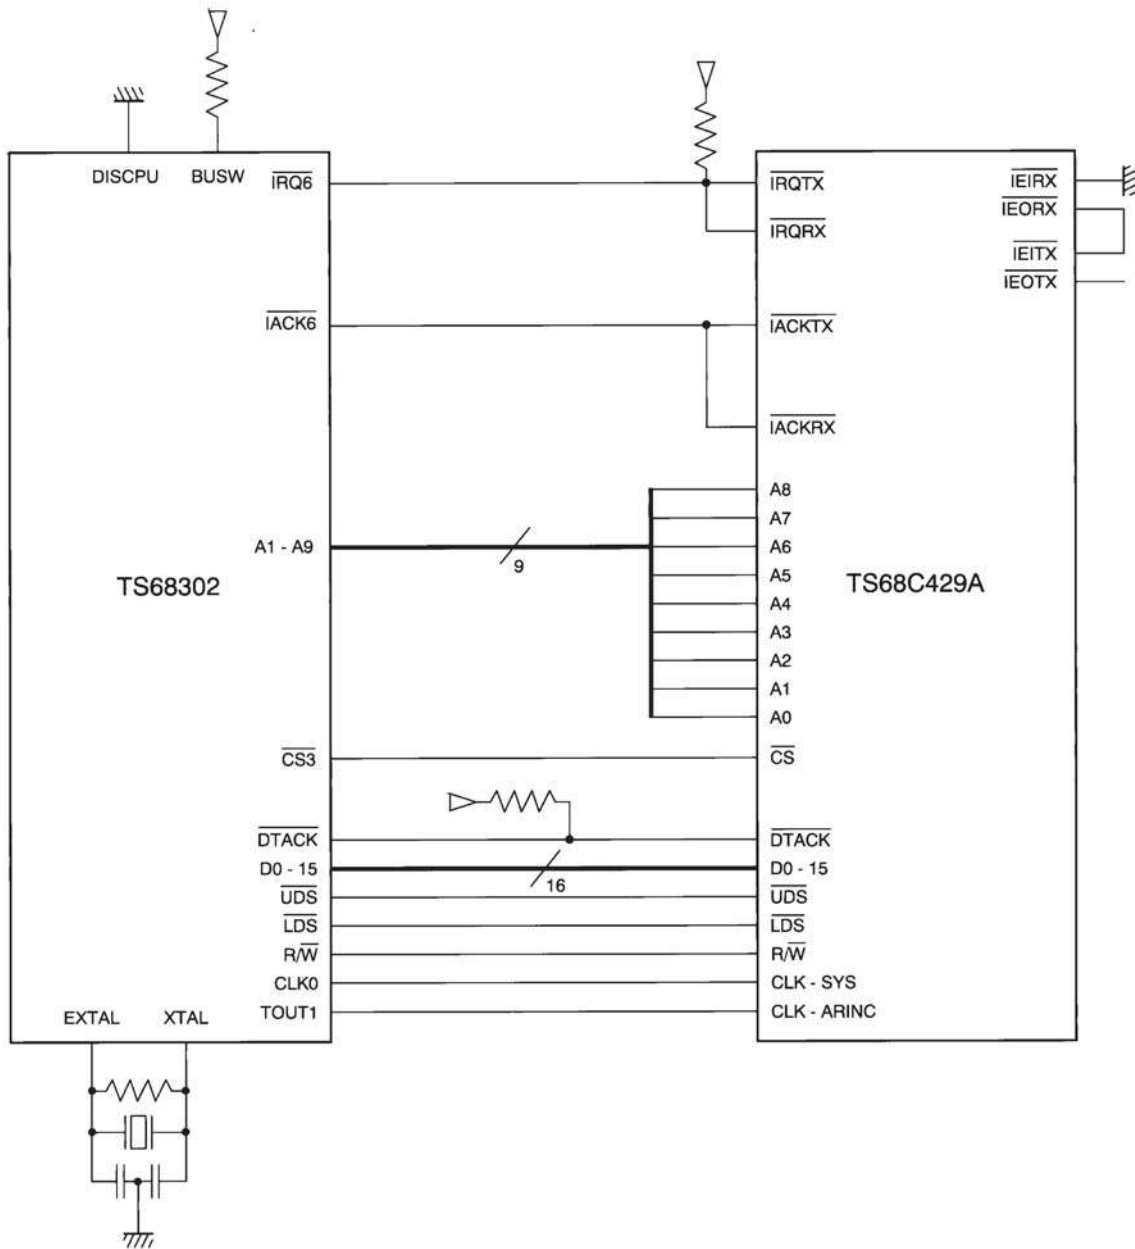 DISCPU BUSW
IRQ6 IRQTX IEIRX
IEORX
IRQRX
IEITX
IEOTX
IACK6 IACKTX
IACKRX
A8
A7
A1 - A9 A6
9
A5
TS68302 TS68C429A
A4
A3
A2
A1
A0
CS3 CS
DTACK DTACK
D0 - 15 D0 - 15
16
UDS UDS
LDS LDS
R/W R/W
CLK0 CLK - SYS
EXTAL XTAL TOUT1 CLK - ARINC